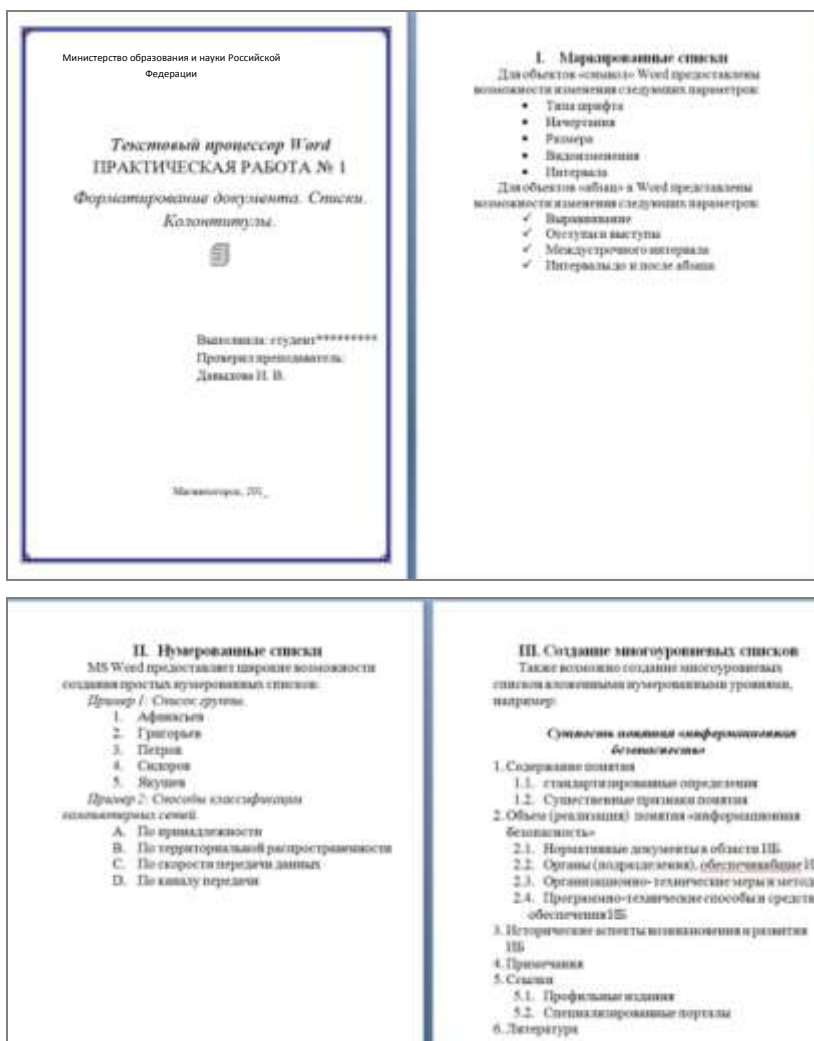 Министерство образования и науки Российской
Федерации
Текстовый процессор Word
ПРАКТИЧЕСКАЯ РАБОТА № 1
Форматирование документа. Списки.
Колонтитулы.
Выполнила: студент*********
Проверил преподаватель:
Давыдова И. В.
Магнитогорск, 201_
I. Маркированные списки
Для объектов «символ» Word предоставлены
возможности изменения следующих параметров:
• Типа шрифта
• Начертания
• Размера
• Видоизменения
• Интервала
Для объектов «абзац» в Word представлены
возможности изменения следующих параметров:
✓ Выравнивание
✓ Отступы и выступы
✓ Междустрочного интервала
✓ Интервалы до и после абзаца
II. Нумерованные списки
MS Word предоставляет широкие возможности
создания простых нумерованных списков:
Пример 1: Список группы.
1. Афанасьев
2. Григорьев
3. Петров
4. Сидоров
5. Якушев
Пример 2: Способы классификации
компьютерных сетей.
A. По принадлежности
B. По территориальной распространенности
C. По скорости передачи данных
D. По каналу передачи
III. Создание многоуровневых списков
Также возможно создание многоуровневых
списков вложенными нумерованными уровнями,
например:
Сущность понятия «информационная
безопасность»
1. Содержание понятия
1.1. стандартизированные определения
1.2. Существенные признаки понятия
2. Объем (реализация) понятия «информационная
безопасность»
2.1. Нормативные документы в области ИБ
2.2. Органы (подразделения), обеспечивающие И
2.3. Организационно- технические меры и метод
2.4. Программно-технические способы и средств
обеспечения ИБ
3. Исторические аспекты возникновения и развития
ИБ
4. Примечания
5. Ссылки
5.1. Профильные издания
5.2. Специализированные порталы
6. Литература